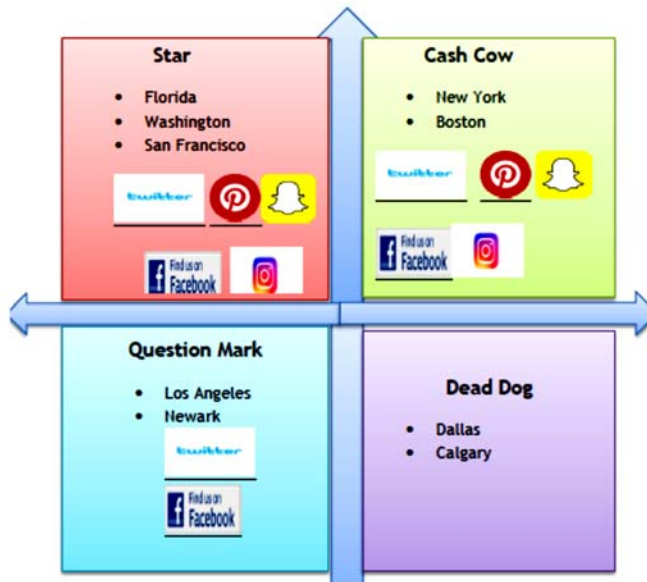 Star
Florida
Washington
San Francisco
twitter
Find us on
Facebook
Cash Cow
New York
Boston
twitter
Find us on
Facebook
Question Mark
Los Angeles
Newark
twitter
Find us on
Facebook
Dead Dog
Dallas
Calgary